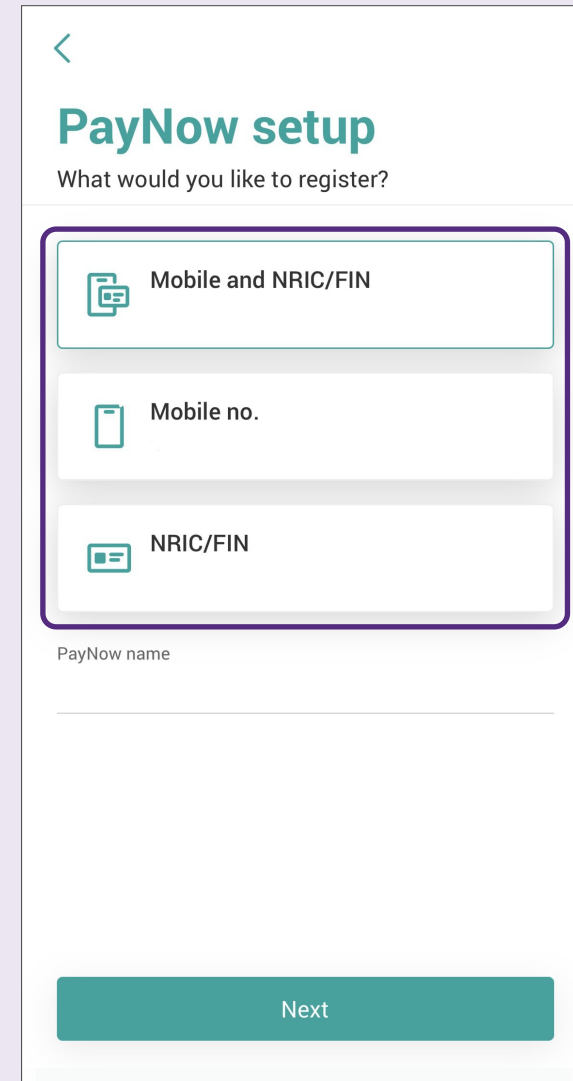 PayNow setup
What would you like to register?
Mobile and NRIC/FIN
Mobile no.
NRIC/FIN
PayNow name
Next